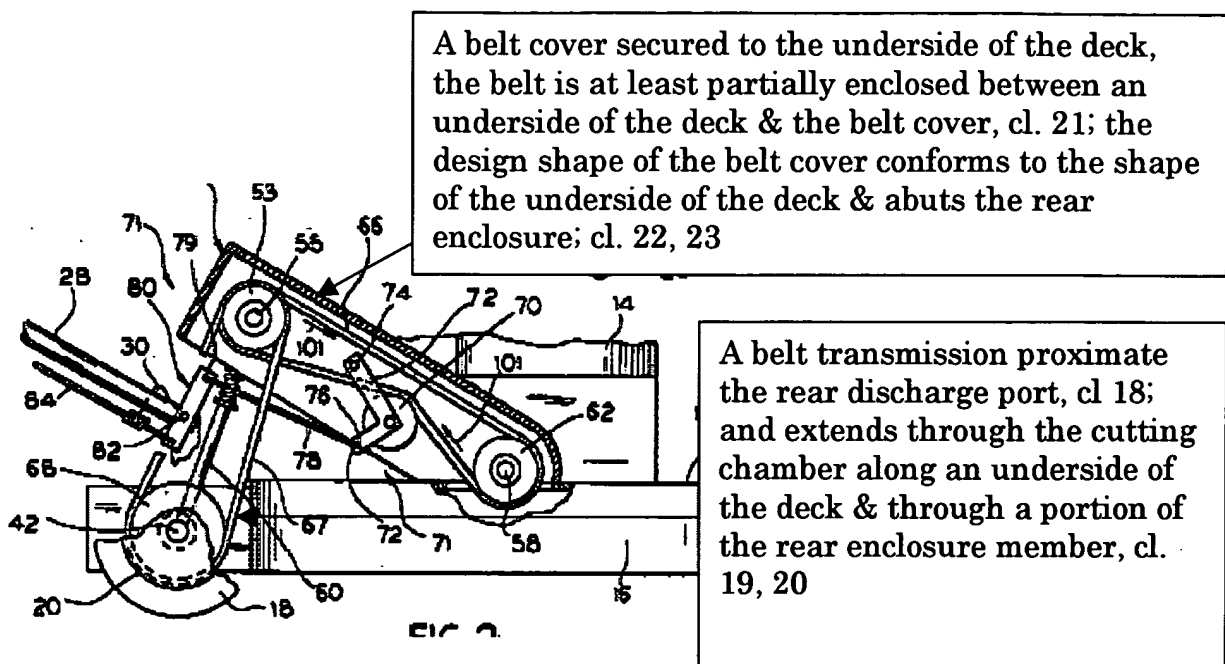 A belt cover secured to the underside of the deck,
the belt is at least partially enclosed between an
underside of the deck & the belt cover, cl. 21; the
design shape of the belt cover conforms to the shape
of the underside of the deck & abuts the rear
enclosure; cl. 22, 23
53
71
79
55
66
28
80
74
72
70
14
30
101
101
84
76
62
82
78
68
A belt transmission proximate
the rear discharge port, cl 18;
and extends through the cutting
chamber along an underside of
the deck & through a portion of
the rear enclosure member, cl.
19, 20
42
67
72
71
58
20
18
60
15